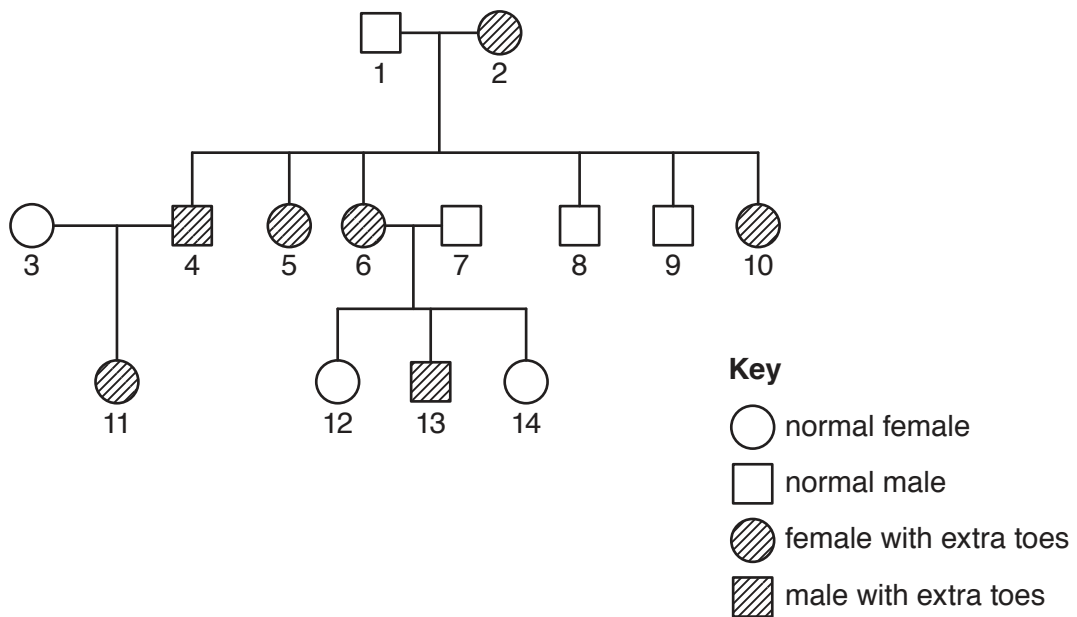 1 2
3 4 5 6 7 8 9 10
11 12 13 14
Key
normal female
normal male
female with extra toes
male with extra toes